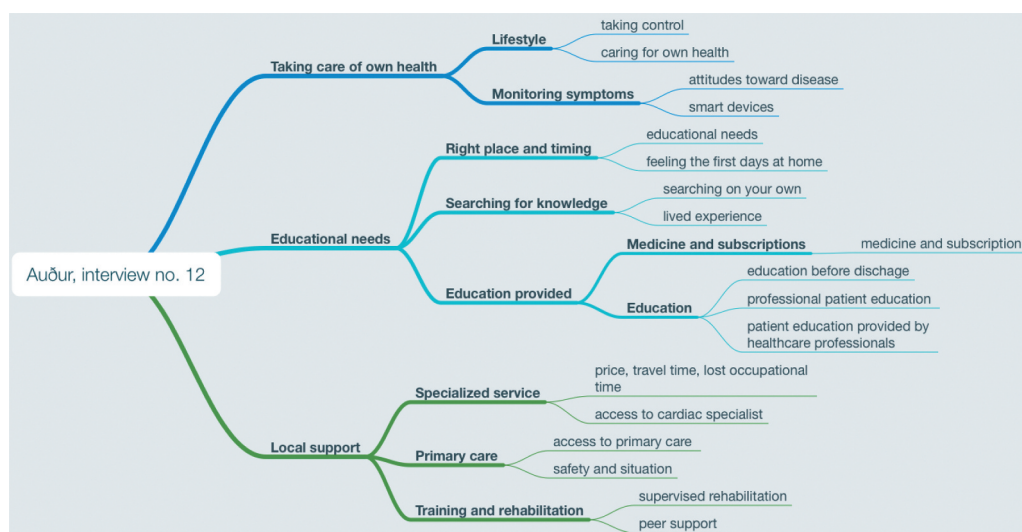 taking control
Lifestyle
caring for own health
Taking care of own health
attitudes toward disease
Monitoring symptoms
smart devices
educational needs
Right place and timing
feeling the first days at home
searching on your own
Searching for knowledge
lived experience
Educational needs
Medicine and subscriptions
medicine and subscription
Auður, interview no. 12
education before dischage
Education provided
Education
professional patient education
patient education provided by
healthcare professionals
price, travel time, lost occupational
time
Specialized service
access to cardiac specialist
Local support
access to primary care
Primary care
safety and situation
supervised rehabilitation
Training and rehabilitation
peer support